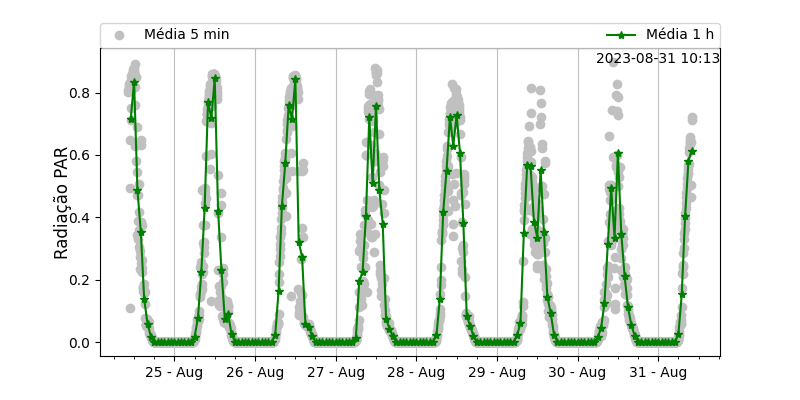 Média 5 min
Média 1 h
2023-08-31 10:13
Radiação PAR
0.8
0.6
0.4
0.2
0.0
25 - Aug
26 - Aug
27 - Aug
28 - Aug
29 - Aug
30 - Aug
31 - Aug